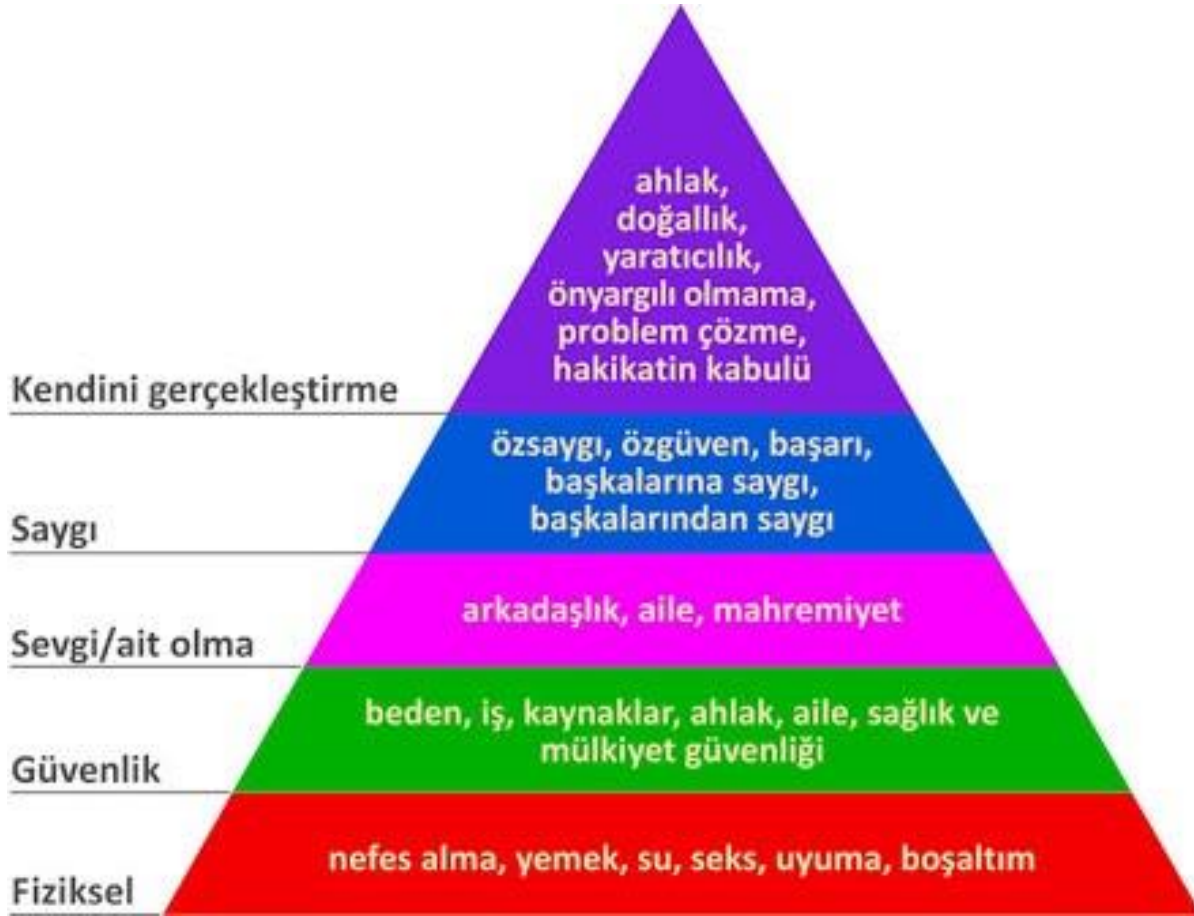 ahlak,
doğallık,
yaratıcılık,
önyargılı olmama,
problem çözme,
hakikatin kabulü
Kendini gerçekleştirme
özsaygı, özgüven, başarı,
başkalarına saygı,
başkalarından saygı
Saygı
arkadaşlık, aile, mahremiyet
Sevgi/ait olma
beden, iş, kaynaklar, ahlak, aile, sağlık ve
mülkiyet güvenliği
Güvenlik
nefes alma, yemek, su, seks, uyuma, boşaltım
Fiziksel